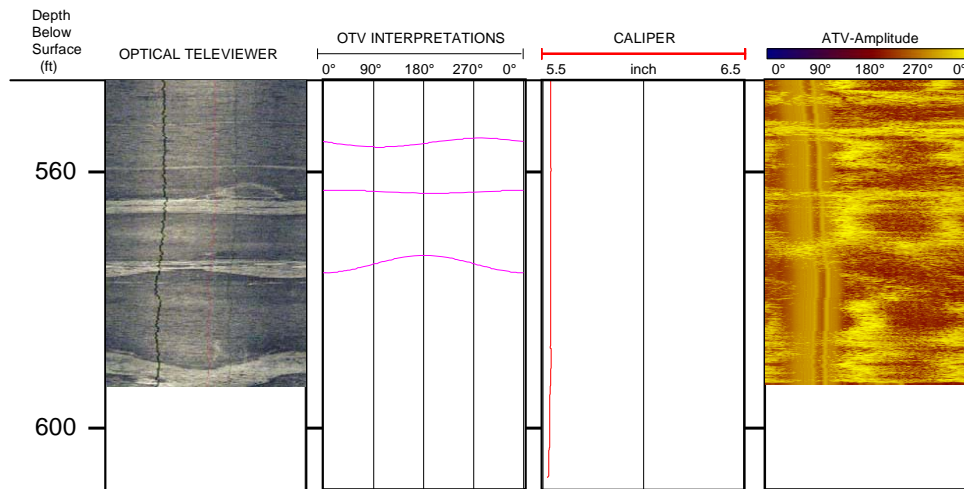 Depth
Below
Surface
(ft)
OPTICAL TELEVIEWER
OTV INTERPRETATIONS
0° 90° 180° 270° 0°
CALIPER
5.5 inch 6.5
ATV-Amplitude
0° 90° 180° 270° 0°
560
600